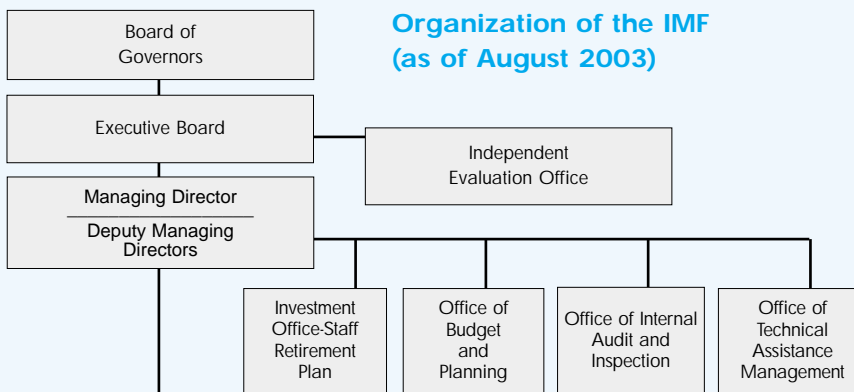 Organization of the IMF
(as of August 2003)
Board of
Governors
Executive Board
Independent
Evaluation Office
Managing Director
Deputy Managing
Directors
Investment
Office-Staff
Retirement
Plan
Office of
Budget
and
Planning
Office of Internal
Audit and
Inspection
Office of
Technical
Assistance
Management